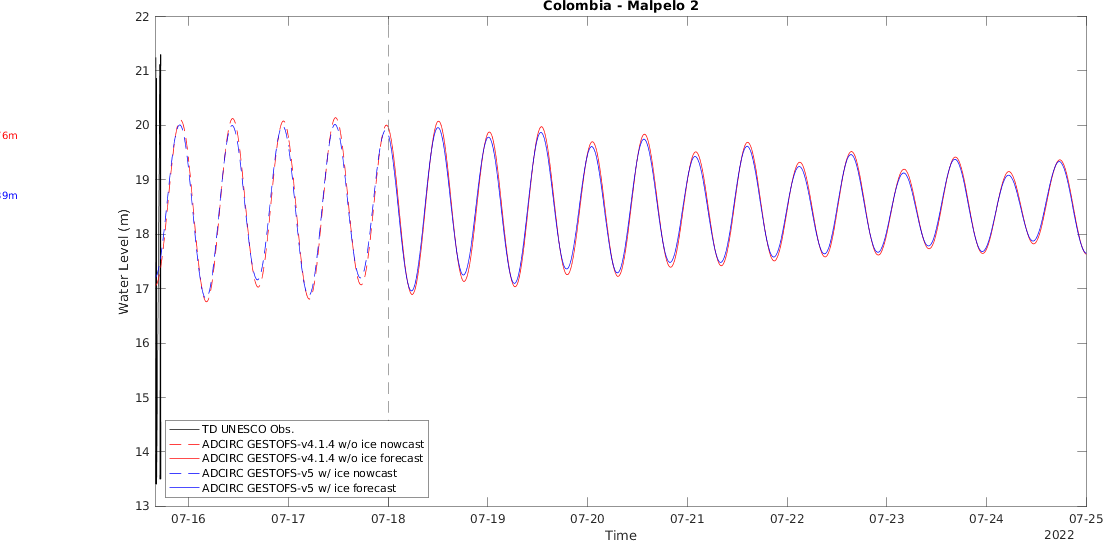 Colombia - Malpelo 2
22
21
20
19
18
17
16
15
14
13
6m
9m
Water Level (m)
TD UNESCO Obs.
ADCIRC GESTOFS-v4.1.4 w/o ice nowcast
ADCIRC GESTOFS-v4.1.4 w/o ice forecast
ADCIRC GESTOFS-v5 w/ ice nowcast
ADCIRC GESTOFS-v5 w/ ice forecast
07-16 07-17 07-18 07-19 07-20 07-21 07-22 07-23 07-24 07-25
Time
2022